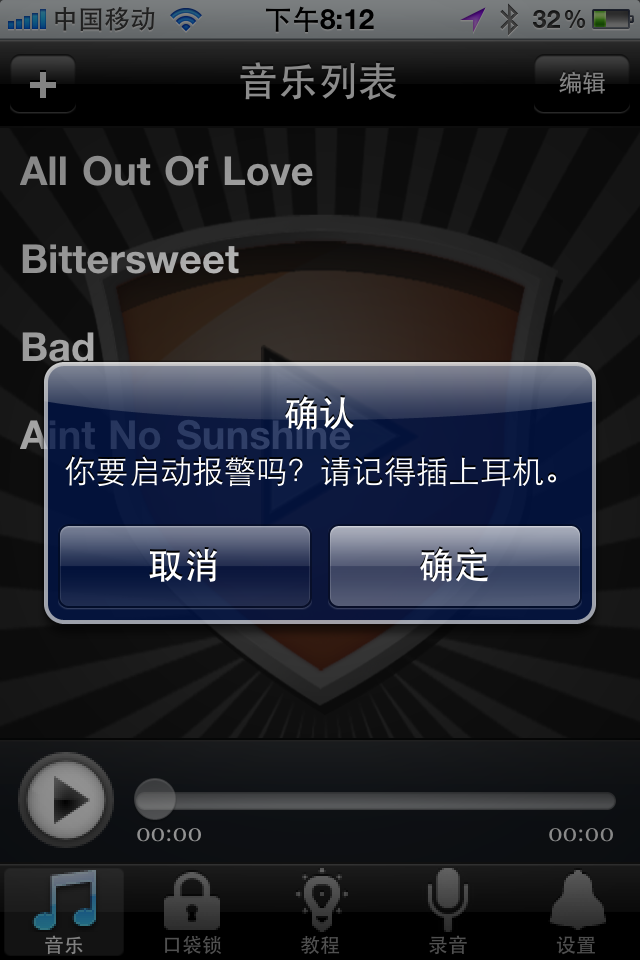 中国移动 下午8:12 32%
+ 音乐列表 编辑
All Out Of Love
Bittersweet
Bad
Aint No Sunshine
确认
你要启动报警吗？请记得插上耳机。
取消 确定
00:00 00:00
音乐 口袋锁 教程 录音 设置